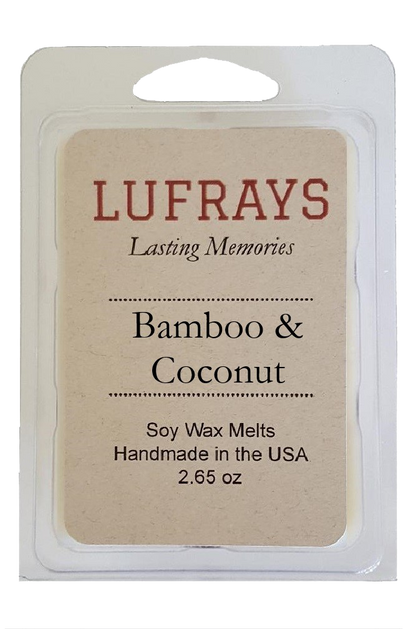 LUFRAYS
Lasting Memories
Bamboo &
Coconut
Soy Wax Melts
Handmade in the USA
2.65 oz